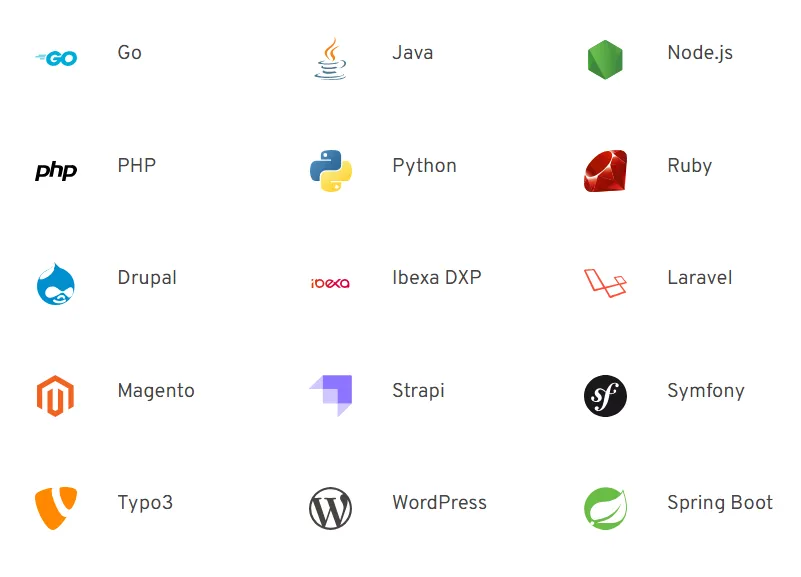 GO Go
Java
Node.js
php PHP
Python
Ruby
Drupal
ibexa Ibexa DXP
Laravel
Magento
Strapi
sf Symfony
Typo3
W WordPress
Spring Boot